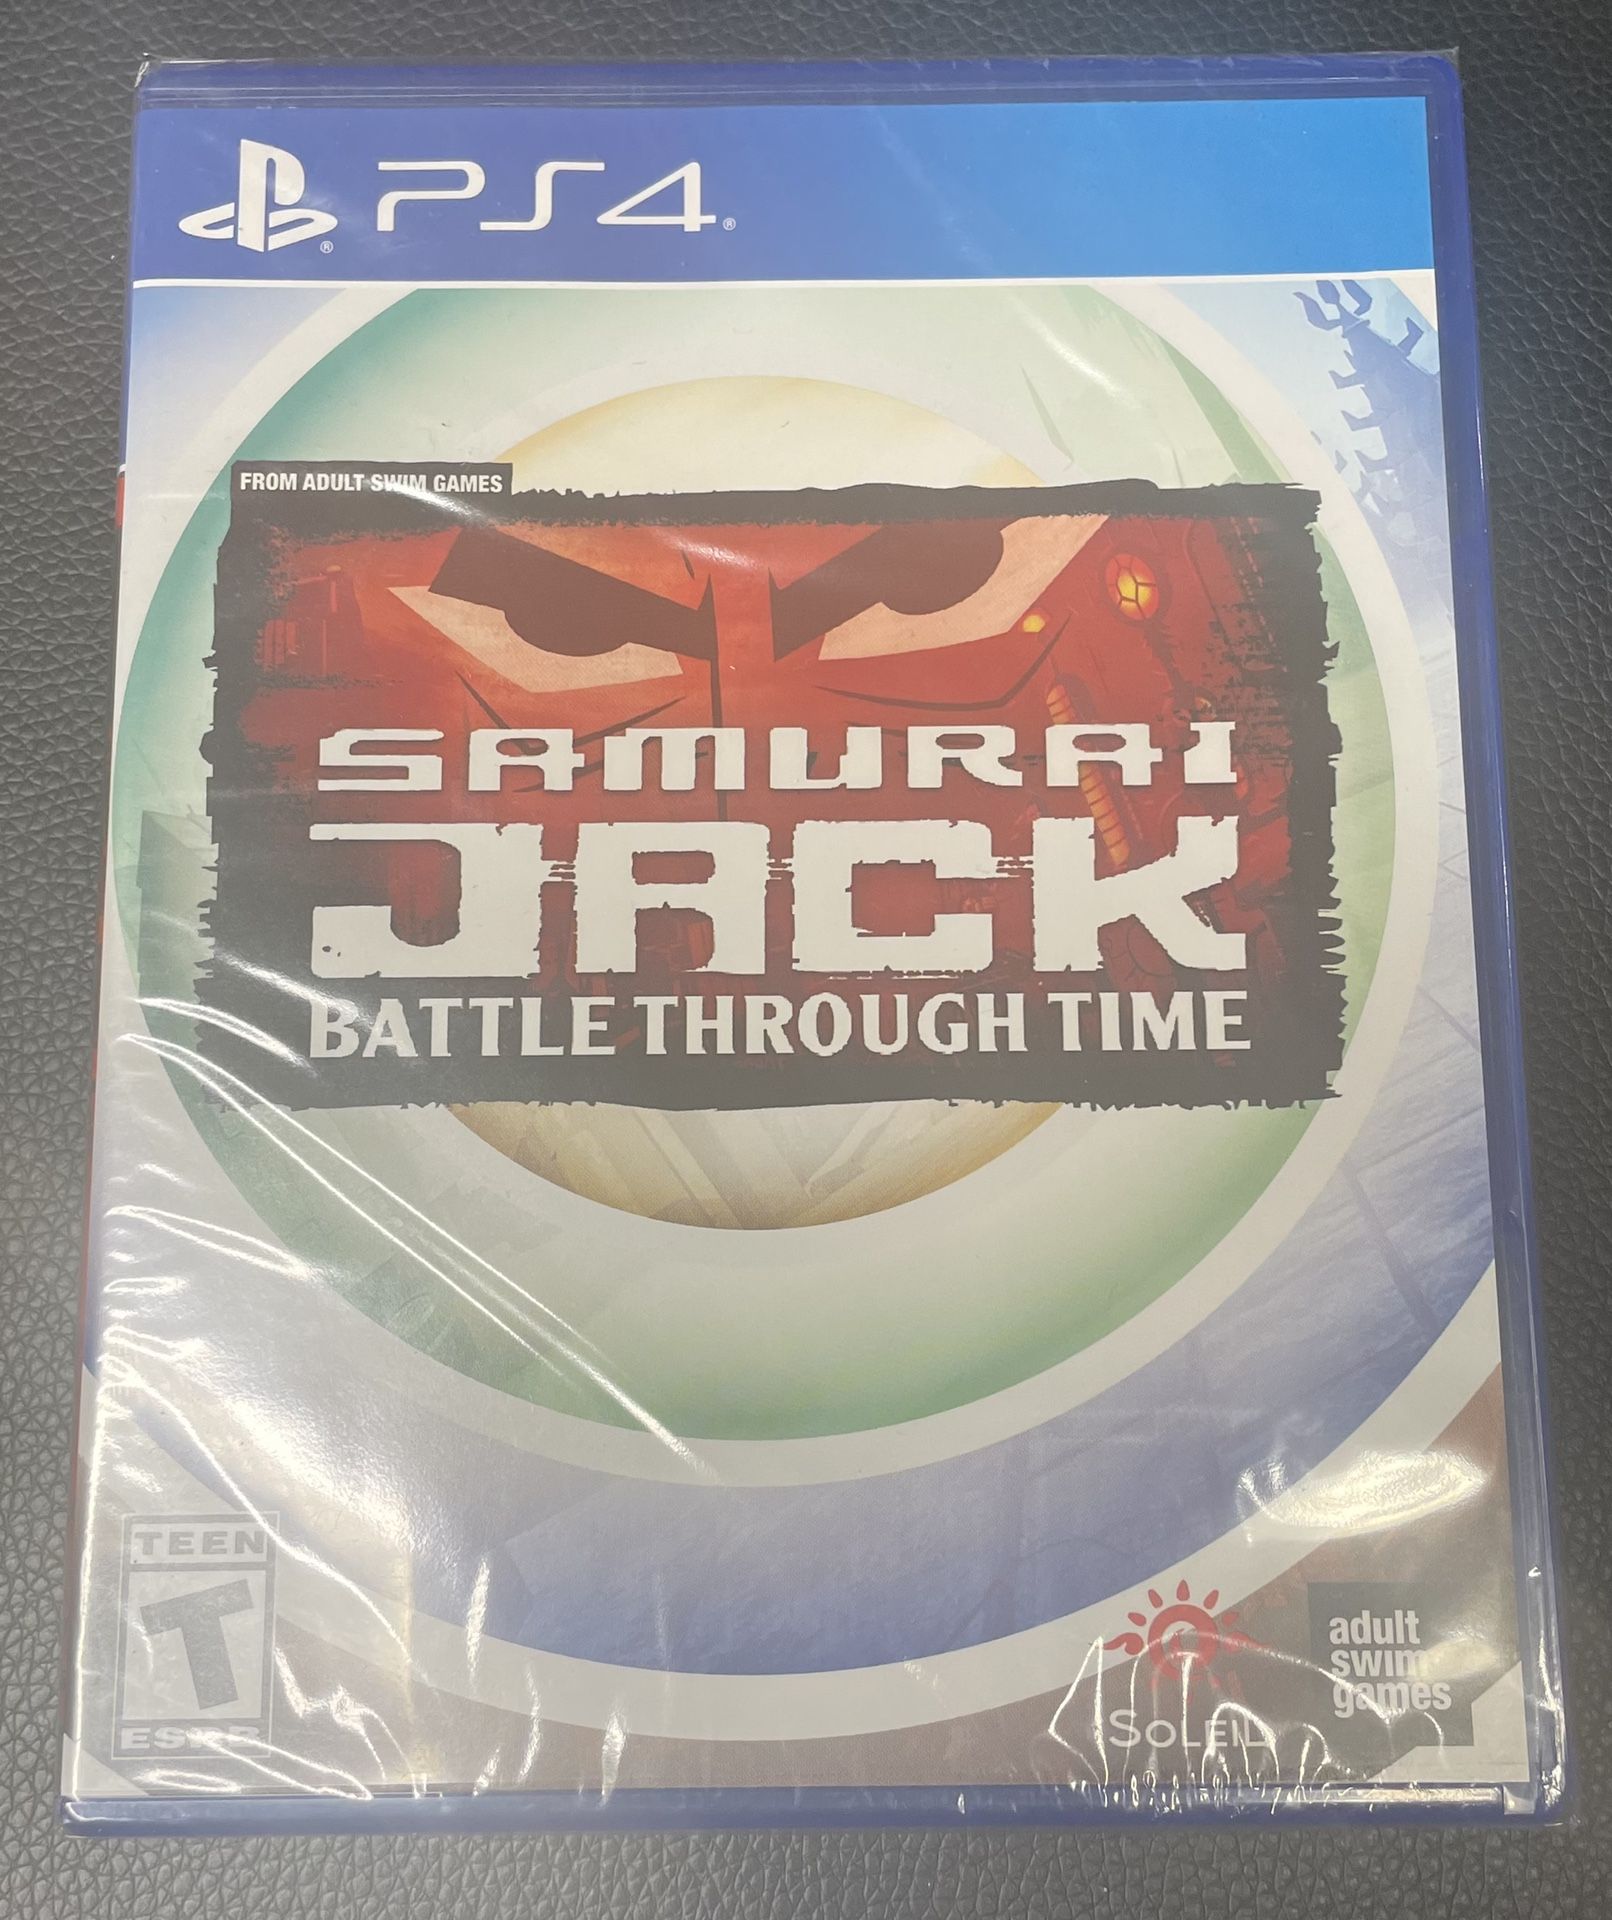 PS4®
FROM ADULT SWIM GAMES
SAMURAI
JACK
BATTLE THROUGH TIME
TEEN
T
ESRB
SOLEIL
adult
swim
games